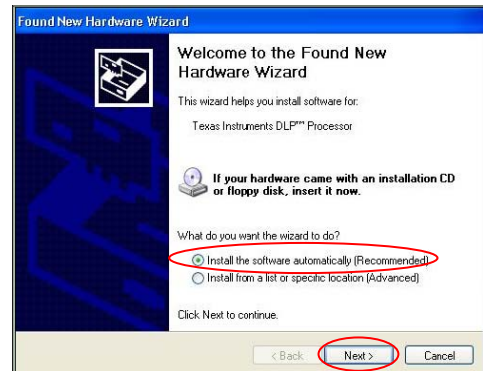 Found New Hardware Wizard
Welcome to the Found New
Hardware Wizard
This wizard helps you install software for:
Texas Instruments DLP™ Processor
If your hardware came with an installation CD
or floppy disk, insert it now.
What do you want the wizard to do?
Install the software automatically (Recommended)
Install from a list or specific location (Advanced)
Click Next to continue.
< Back
Next >
Cancel